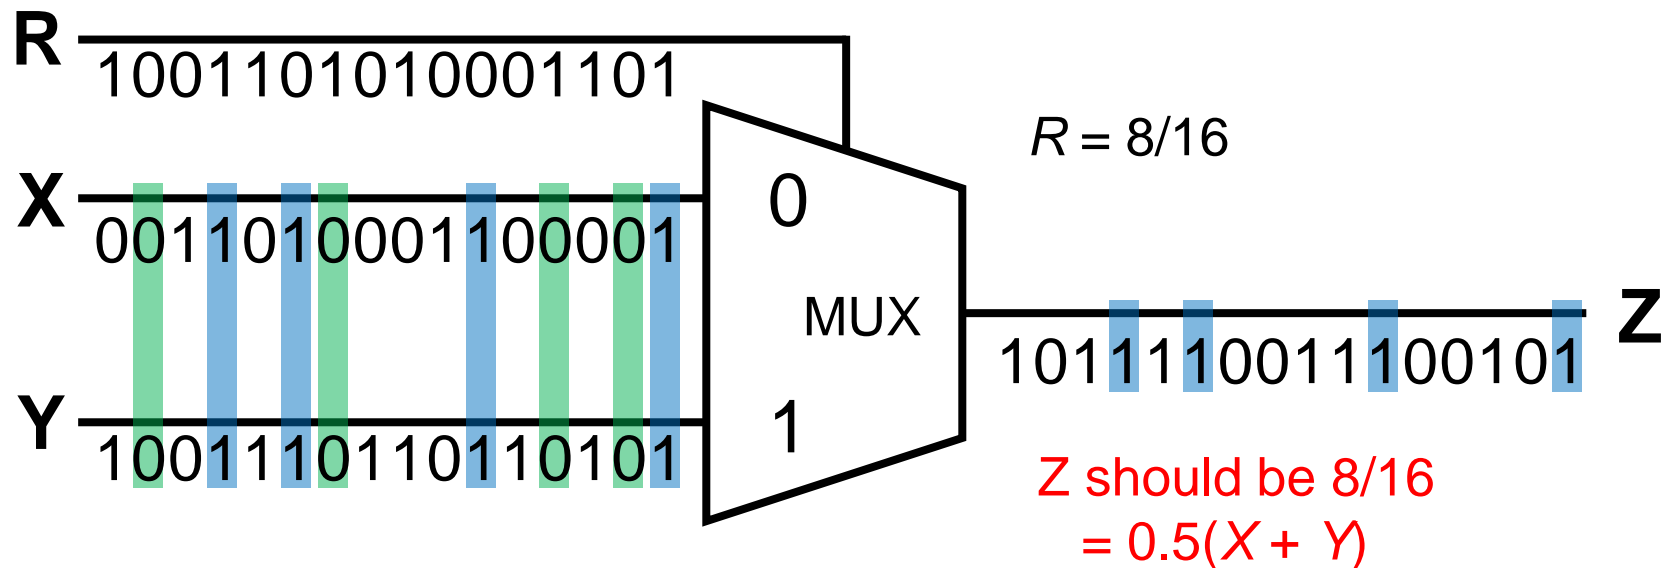 R
1001101010001101
R = 8/16
X
0
0011010001100001
MUX
Z
1011110011100101
Y
1
1001110110110101
Z should be 8/16
= 0.5(X + Y)